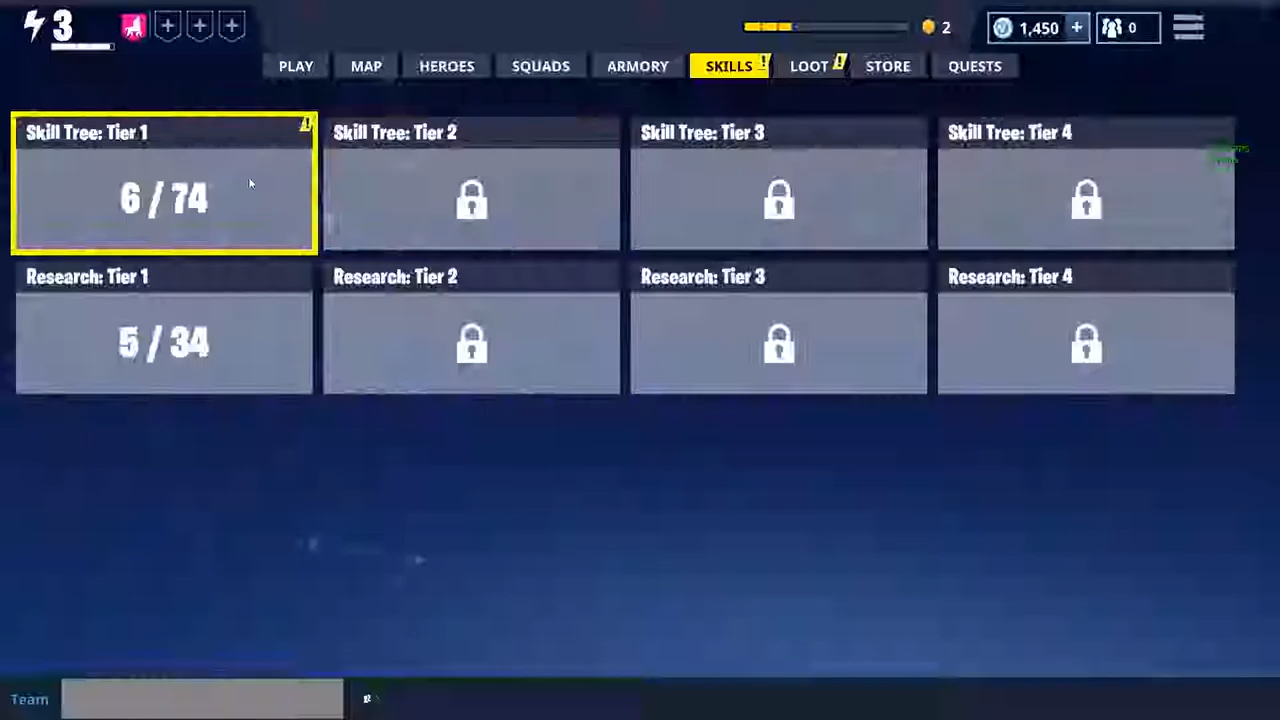 3
2
1,450
0
PLAY
MAP
HEROES
SQUADS
ARMORY
SKILLS
LOOT
STORE
QUESTS
Skill Tree: Tier 1
Skill Tree: Tier 2
Skill Tree: Tier 3
Skill Tree: Tier 4
6 / 74
Research: Tier 1
Research: Tier 2
Research: Tier 3
Research: Tier 4
5 / 34
Team